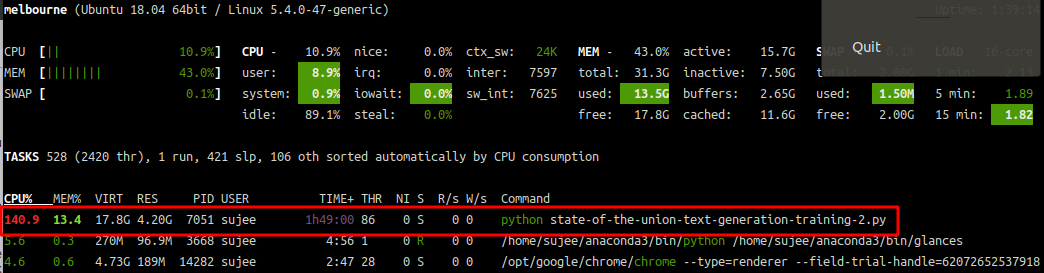 melbourne (Ubuntu 18.04 64bit / Linux 5.4.0-47-generic) Uptime: 1:39:14
Quit
CPU [|| 10.9%] CPU - 10.9% nice: 0.0% ctx_sw: 24K MEM - 43.0% active: 15.7G SWAP 0.1% LOAD 16-core
MEM [|||||||| 43.0%] user: 8.9% irq: 0.0% inter: 7597 total: 31.3G inactive: 7.50G total: 2.00G 1 min: 2.13
SWAP [ 0.1%] system: 0.9% iowait: 0.0% sw_int: 7625 used: 13.5G buffers: 2.65G used: 1.50M 5 min: 1.89
idle: 89.1% steal: 0.0% free: 17.8G cached: 11.6G free: 2.00G 15 min: 1.82
TASKS 528 (2420 thr), 1 run, 421 slp, 106 oth sorted automatically by CPU consumption
CPU% MEM% VIRT RES PID USER TIME+ THR NI S R/s W/s Command
140.9 13.4 17.8G 4.20G 7051 sujee 1h49:00 86 0 S 0 0 python state-of-the-union-text-generation-training-2.py
5.6 0.3 270M 96.9M 3668 sujee 4:56 1 0 R 0 0 /home/sujee/anaconda3/bin/python /home/sujee/anaconda3/bin/glances
4.6 0.6 4.73G 189M 14282 sujee 2:47 28 0 S 0 0 /opt/google/chrome/chrome --type=renderer --field-trial-handle=62072652537918